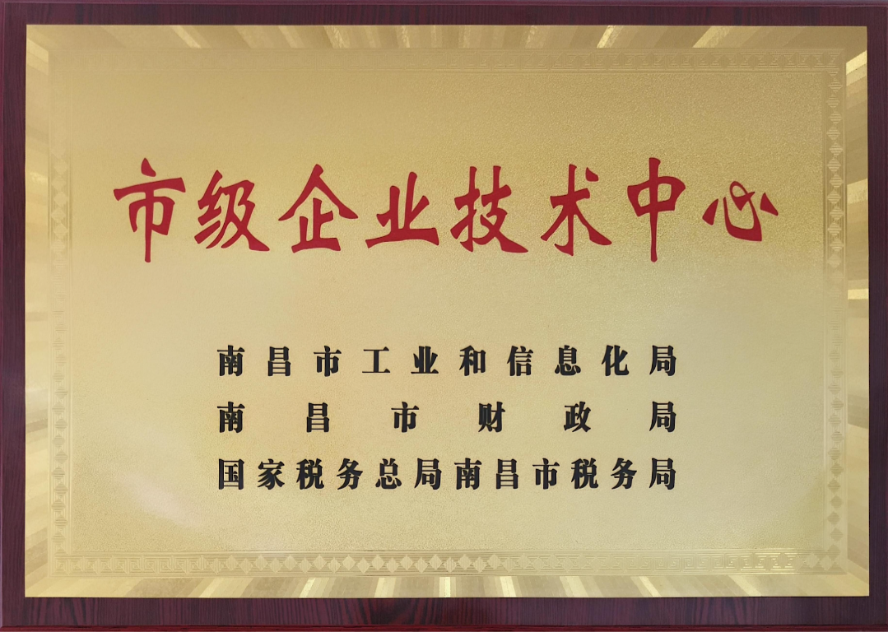 市级企业技术中心
南昌市工业和信息化局
南昌市财政局
国家税务总局南昌市税务局